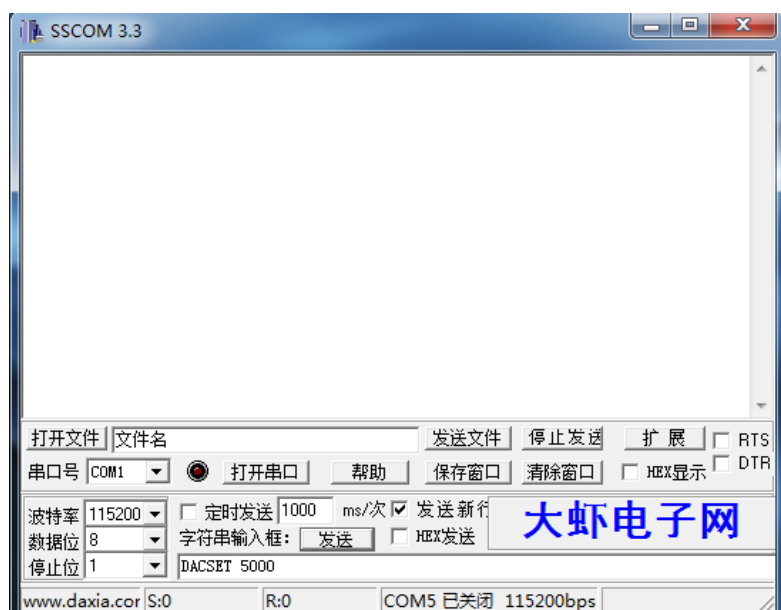 SSCOM 3.3
打开文件 文件名 发送文件 停止发送 扩展 RTS
串口号 COM1 打开串口 帮助 保存窗口 清除窗口 HEX显示 DTR
波特率 115200 定时发送 1000 ms/次 发送新行
数据位 8 字符串输入框： 发送 HEX发送 大虾电子网
停止位 1 DACSET 5000
www.daxia.cor S:0 R:0 COM5 已关闭 115200bps